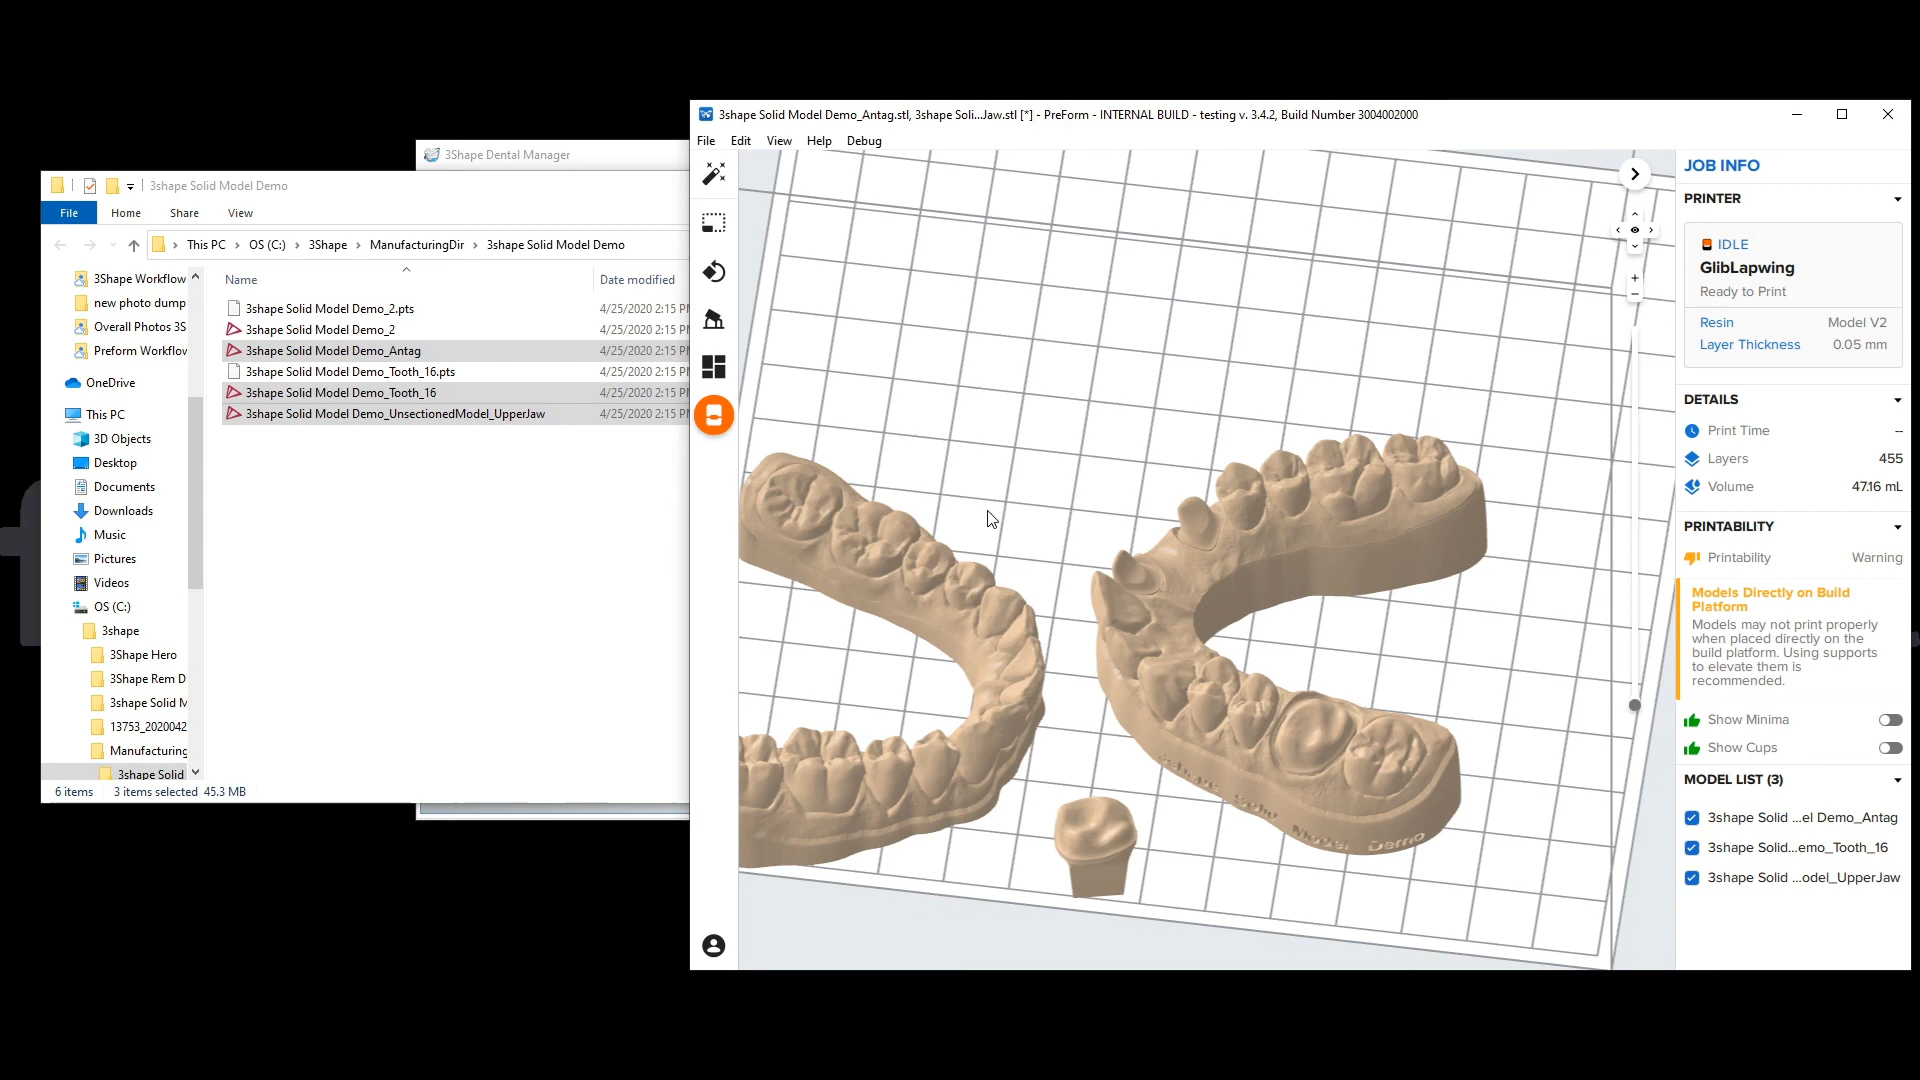 3Shape Dental Manager
3shape Solid Model Demo
File Home Share View
This PC OS (C:) 3Shape ManufacturingDir 3shape Solid Model Demo
3Shape Workflow
new photo dump
Overall Photos 3S
Preform Workflow
OneDrive
This PC
3D Objects
Desktop
Documents
Downloads
Music
Pictures
Videos
OS (C:)
3shape
3Shape Hero
3Shape Rem D
3shape Solid M
13753_2020042
Manufacturing
3shape Solid
Name Date modified
3shape Solid Model Demo_2.pts 4/25/2020 2:15 PM
3shape Solid Model Demo_2 4/25/2020 2:15 PM
3shape Solid Model Demo_Antag 4/25/2020 2:15 PM
3shape Solid Model Demo_Tooth_16.pts 4/25/2020 2:15 PM
3shape Solid Model Demo_Tooth_16 4/25/2020 2:15 PM
3shape Solid Model Demo_UnsectionedModel_UpperJaw 4/25/2020 2:15 PM
6 items 3 items selected 45.3 MB
3shape Solid Model Demo_Antag.stl, 3shape Soli...Jaw.stl [*] - PreForm - INTERNAL BUILD - testing v. 3.4.2, Build Number 3004002000
File Edit View Help Debug
3shape Solid Model Demo
JOB INFO
PRINTER
IDLE
GlibLapwing
Ready to Print
Resin Model V2
Layer Thickness 0.05 mm
DETAILS
Print Time --
Layers 455
Volume 47.16 mL
PRINTABILITY
Printability Warning
Models Directly on Build
Platform
Models may not print properly
when placed directly on the
build platform. Using supports
to elevate them is
recommended.
Show Minima
Show Cups
MODEL LIST (3)
3shape Solid ...el Demo_Antag
3shape Solid...emo_Tooth_16
3shape Solid ...odel_UpperJaw